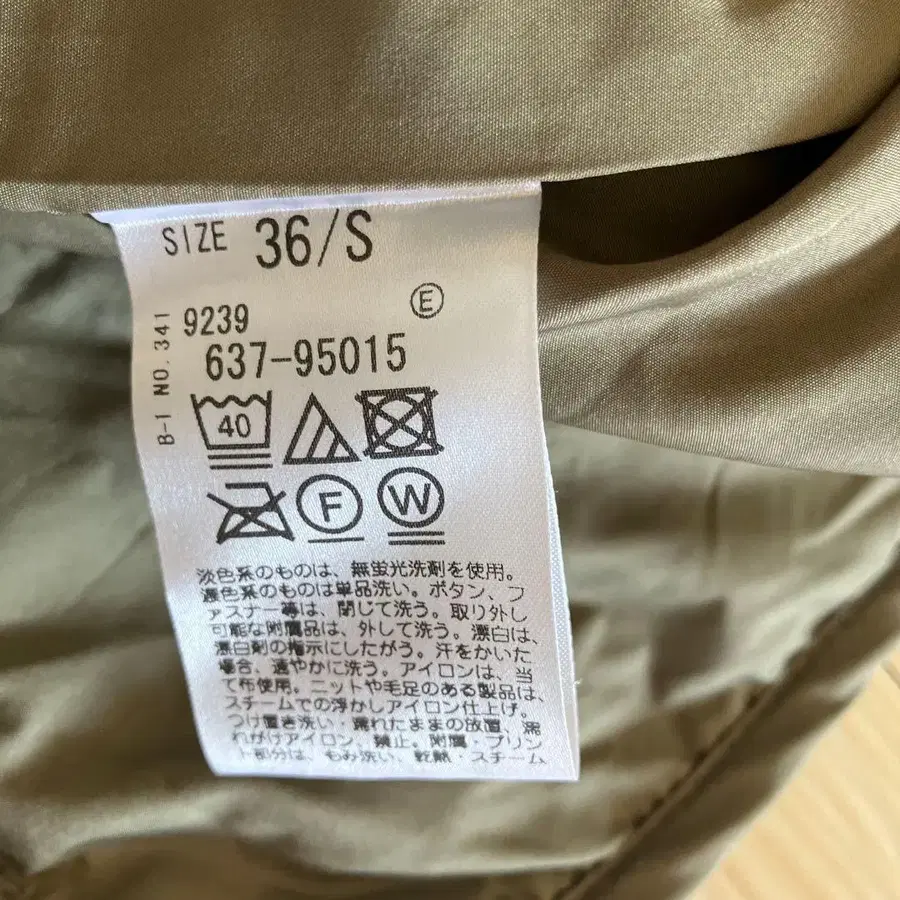 SIZE 36/S
E
B-I NO.341
9239
637-95015
40
F W
淡色系のものは、無蛍光洗剤を使用。
濃色系のものは単品洗い。ボタン、フ
ァスナー等は、閉じて洗う。取り外し
可能な附属品は、外して洗う。漂白は、
漂白剤の指示にしたがう。汗をかいた
場合、速やかに洗う。アイロンは、当
て布使用。ニットや毛足のある製品は、
スチームでの浮かしアイロン仕上げ。
つけ置き洗い・濡れたままの放置、濡
れがけアイロン、禁止。附属・プリン
ト部分は、もみ洗い、乾熱・スチーム